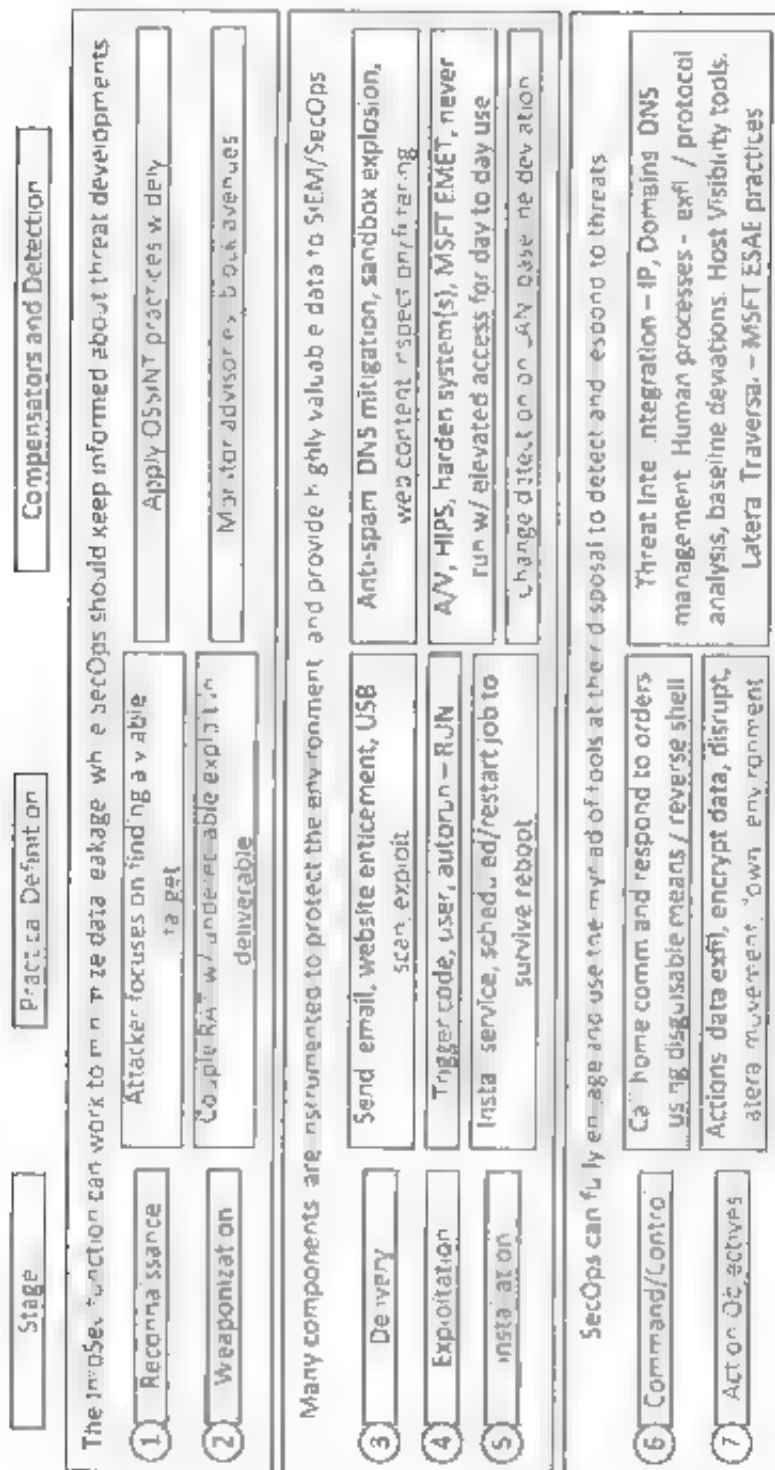 Stage
Practical Definition
Compensators and Detection
The InfoSec function can work to minimize data leakage while SecOps should keep informed about threat developments
1
Reconnaissance
Attacker focuses on finding a viable
target
Apply OSSINT practices widely
2
Weaponization
Couple RAT w/ undetectable exploit in
deliverable
Monitor advisories, block avenues
Many components are instrumented to protect the environment and provide highly valuable data to SIEM/SecOps
3
Delivery
Send email, website enticement, USB
scan, exploit
Anti-spam DNS mitigation, sandbox explosion,
web content inspection/filtering
4
Exploitation
Trigger code, user, autorun – RUN
A/V, HIPS, harden system(s), MSFT EMET, never
run w/ elevated access for day to day use
5
Installation
Install service, scheduled/restart job to
survive reboot
Change detection on LAN, baseline deviation
SecOps can fully engage and use the myriad of tools at their disposal to detect and respond to threats
6
Command/Control
Call home command respond to orders
using disguisable means / reverse shell
7
Action Objectives
Actions data exfil, encrypt data, disrupt,
lateral movement, "own" environment
Threat Intel Integration – IP, Domains DNS
management Human processes - exfil / protocol
analysis, baseline deviations. Host Visibility tools.
Lateral Traversal – MSFT ESAE practices